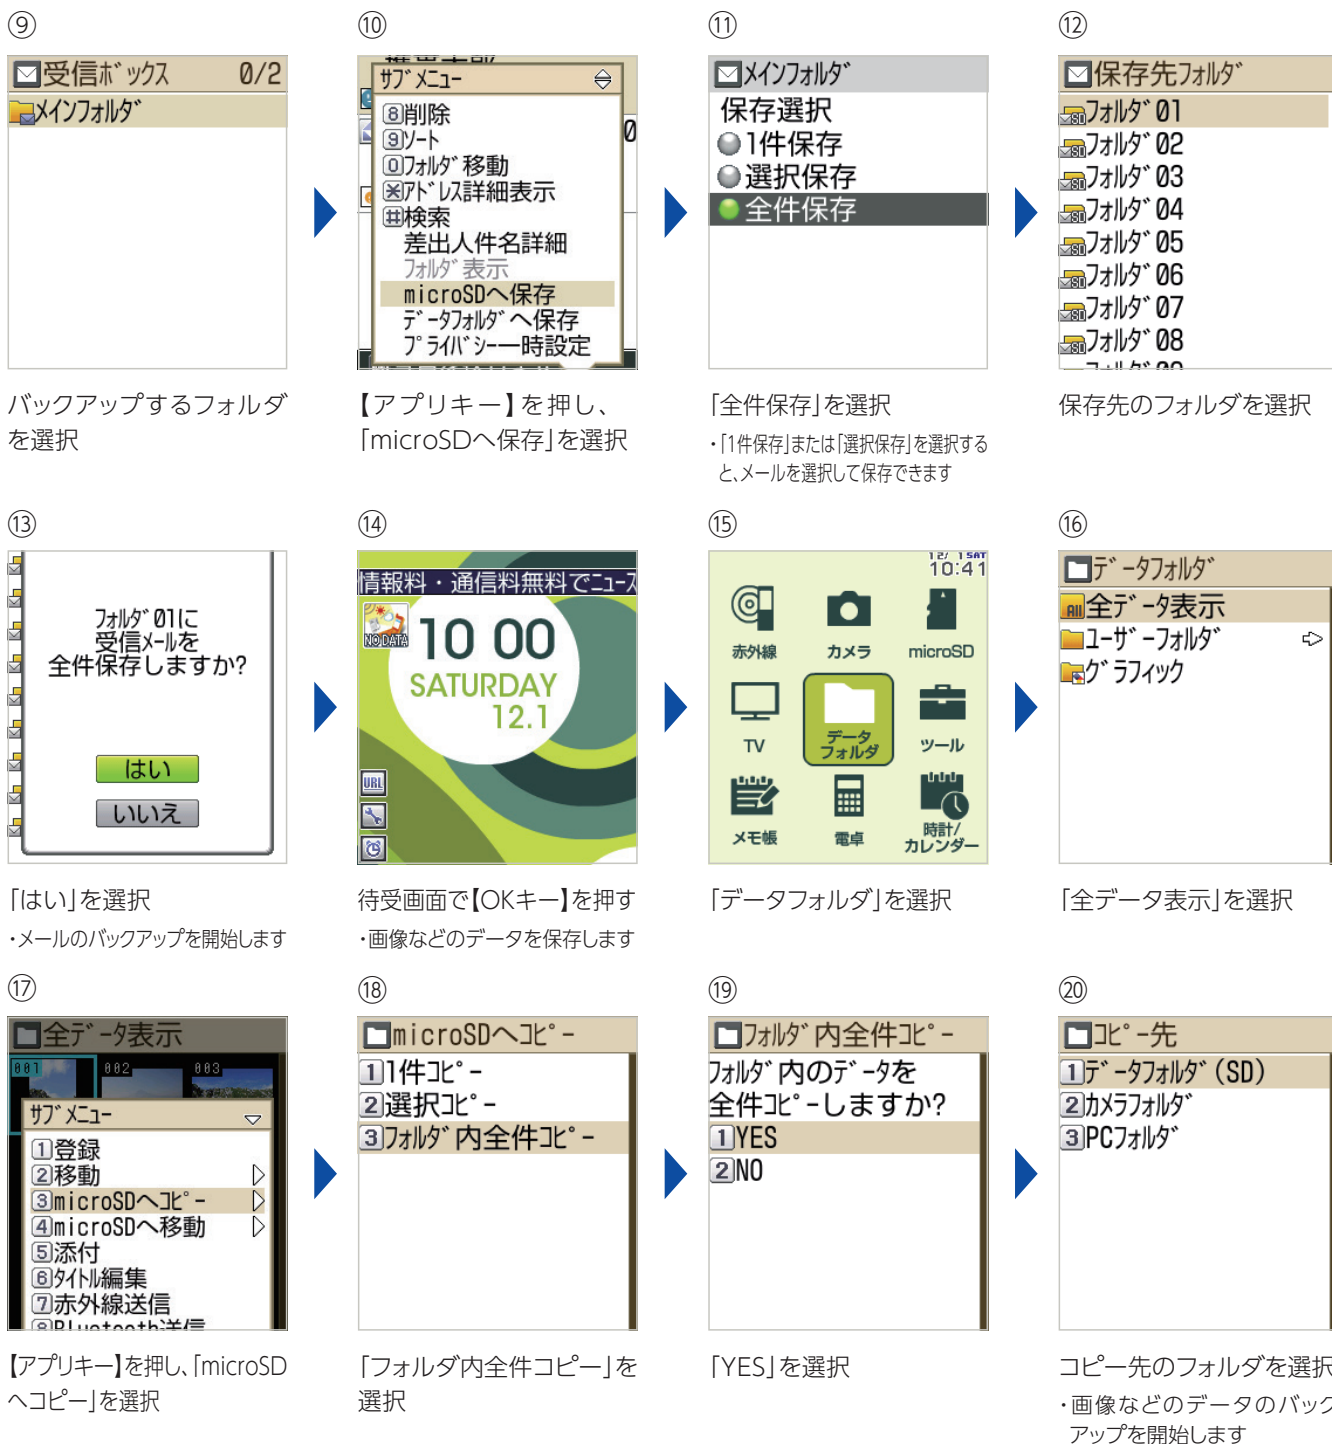 ⑨
受信ボックス 0/2
メインフォルダ
バックアップするフォルダ
を選択
⑩
サブメニュー
8削除
9ソート
0フォルダ移動
*アドレス詳細表示
#検索
差出人件名詳細
フォルダ表示
microSDへ保存
データフォルダへ保存
プライバシー一時設定
【アプリキー】を押し、
「microSDへ保存」を選択
⑪
メインフォルダ
保存選択
1件保存
選択保存
全件保存
「全件保存」を選択
・「1件保存」または「選択保存」を選択する
と、メールを選択して保存できます
⑫
保存先フォルダ
フォルダ01
フォルダ02
フォルダ03
フォルダ04
フォルダ05
フォルダ06
フォルダ07
フォルダ08
保存先のフォルダを選択
⑬
フォルダ01に
受信メールを
全件保存しますか?
はい
いいえ
「はい」を選択
・メールのバックアップを開始します
⑭
情報料・通信料無料でニュース
NO DATA
10 00
SATURDAY
12.1
URL
待受画面で【OKキー】を押す
・画像などのデータを保存します
⑮
12/ 1 SAT
10:41
赤外線 カメラ microSD
TV データ
フォルダ ツール
メモ帳 電卓 時計/
カレンダー
「データフォルダ」を選択
⑯
データフォルダ
All全データ表示
ユーザーフォルダ
グラフィック
「全データ表示」を選択
⑰
全データ表示
001 002 003
サブメニュー
1登録
2移動
3microSDへコピー
4microSDへ移動
5添付
6タイトル編集
7赤外線送信
8Bluetooth送信
【アプリキー】を押し、「microSD
へコピー」を選択
⑱
microSDへコピー
1 1件コピー
2選択コピー
3フォルダ内全件コピー
「フォルダ内全件コピー」を
選択
⑲
フォルダ内全件コピー
フォルダ内のデータを
全件コピーしますか?
1YES
2NO
「YES」を選択
⑳
コピー先
1データフォルダ(SD)
2カメラフォルダ
3PCフォルダ
コピー先のフォルダを選択
・画像などのデータのバック
アップを開始します